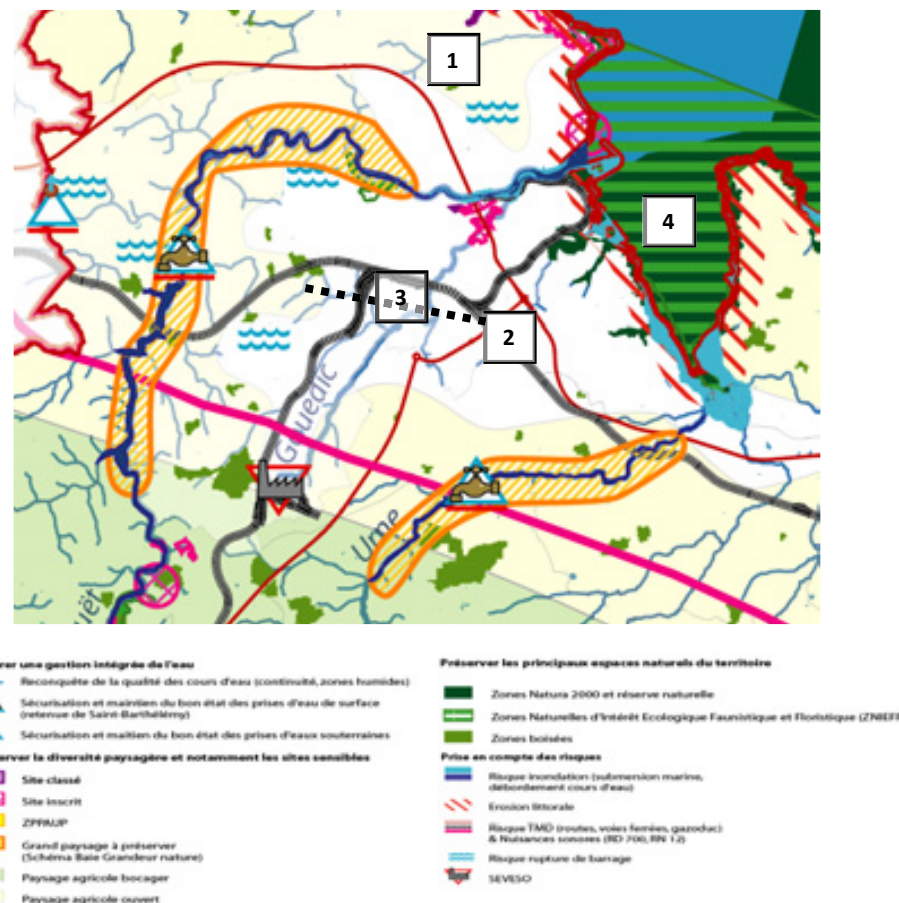 1
4
3
2
Gouedic
Urne
uët
rer une gestion intégrée de l'eau
Reconquête de la qualité des cours d'eau (continuité, zones humides)
Sécurisation et maintien du bon état des prises d'eau de surface
(retenue de Saint-Barthélémy)
Sécurisation et maitien du bon état des prises d'eaux souterraines
erver la diversité paysagère et notamment les sites sensibles
Site classé
Site inscrit
ZPPAUP
Grand paysage à préserver
(Schéma Baie Grandeur nature)
Paysage agricole bocager
Paysage agricole ouvert
Préserver les principaux espaces naturels du territoire
Zones Natura 2000 et réserve naturelle
Zones Naturelles d'Intérêt Ecologique Faunistique et Floristique (ZNIEFF
Zones boisées
Prise en compte des risques
Risque inondation (submersion marine,
débordement cours d'eau)
Erosion littorale
Risque TMD (routes, voies ferrées, gazoduc)
& Nuisances sonores (RD 700, RN 12)
Risque rupture de barrage
SEVESO